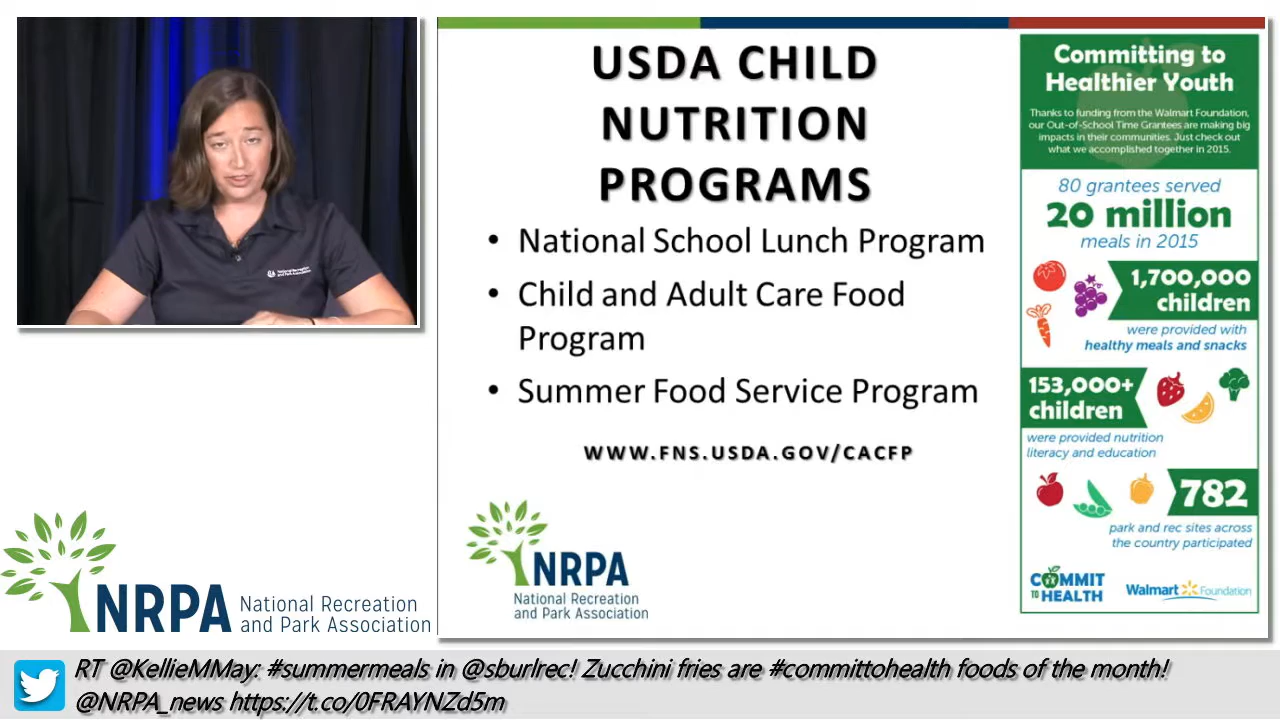 National Recreation
and Park Association
USDA CHILD
NUTRITION
PROGRAMS
• National School Lunch Program
• Child and Adult Care Food
Program
• Summer Food Service Program
WWW.FNS.USDA.GOV/CACFP
NRPA
National Recreation
and Park Association
Committing to
Healthier Youth
Thanks to funding from the Walmart Foundation,
our Out-of-School Time Grantees are making big
impacts in their communities. Just check out
what we accomplished together in 2015.
80 grantees served
20 million
meals in 2015
1,700,000
children
were provided with
healthy meals and snacks
153,000+
children
were provided nutrition
literacy and education
782
park and rec sites across
the country participated
COMMIT
TO HEALTH
Walmart Foundation
NRPA
National Recreation
and Park Association
RT @KellieMMay: #summermeals in @sburlrec! Zucchini fries are #committohealth foods of the month!
@NRPA_news https://t.co/0FRAYNZd5m